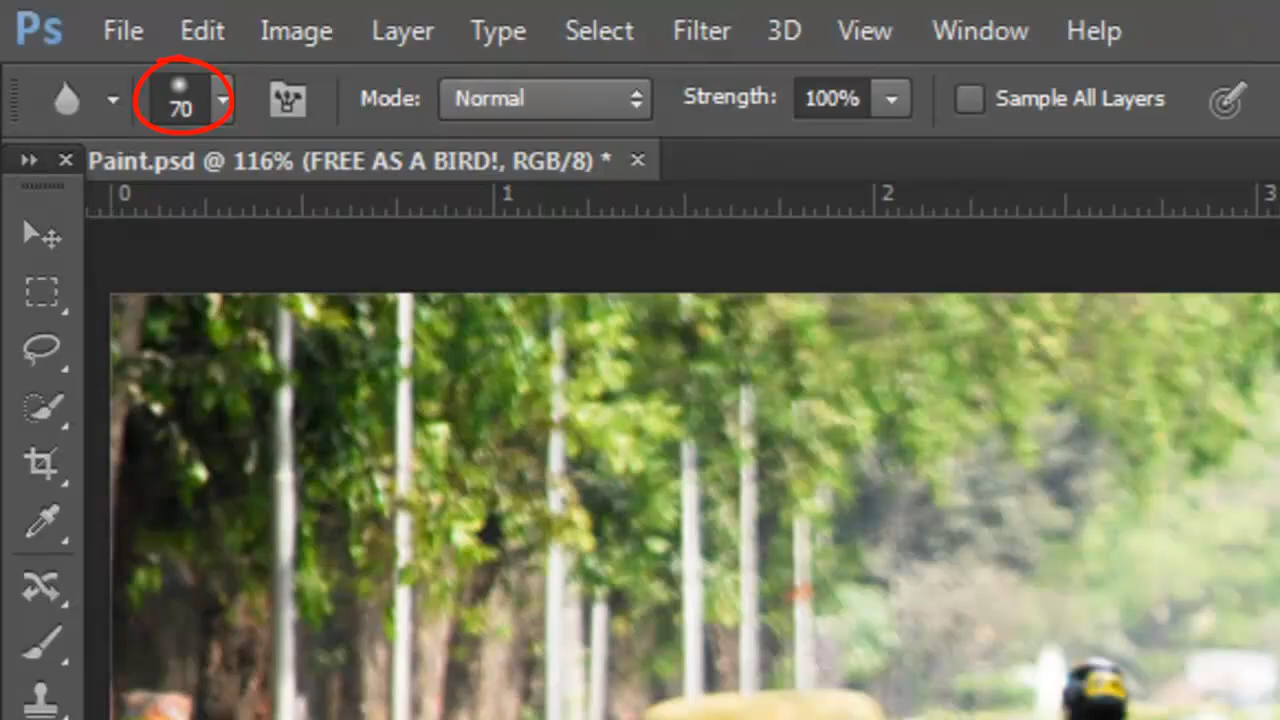 Ps File Edit Image Layer Type Select Filter 3D View Window Help
70 Mode: Normal Strength: 100% Sample All Layers
Paint.psd @ 116% (FREE AS A BIRD!, RGB/8) *
0 1 2 3